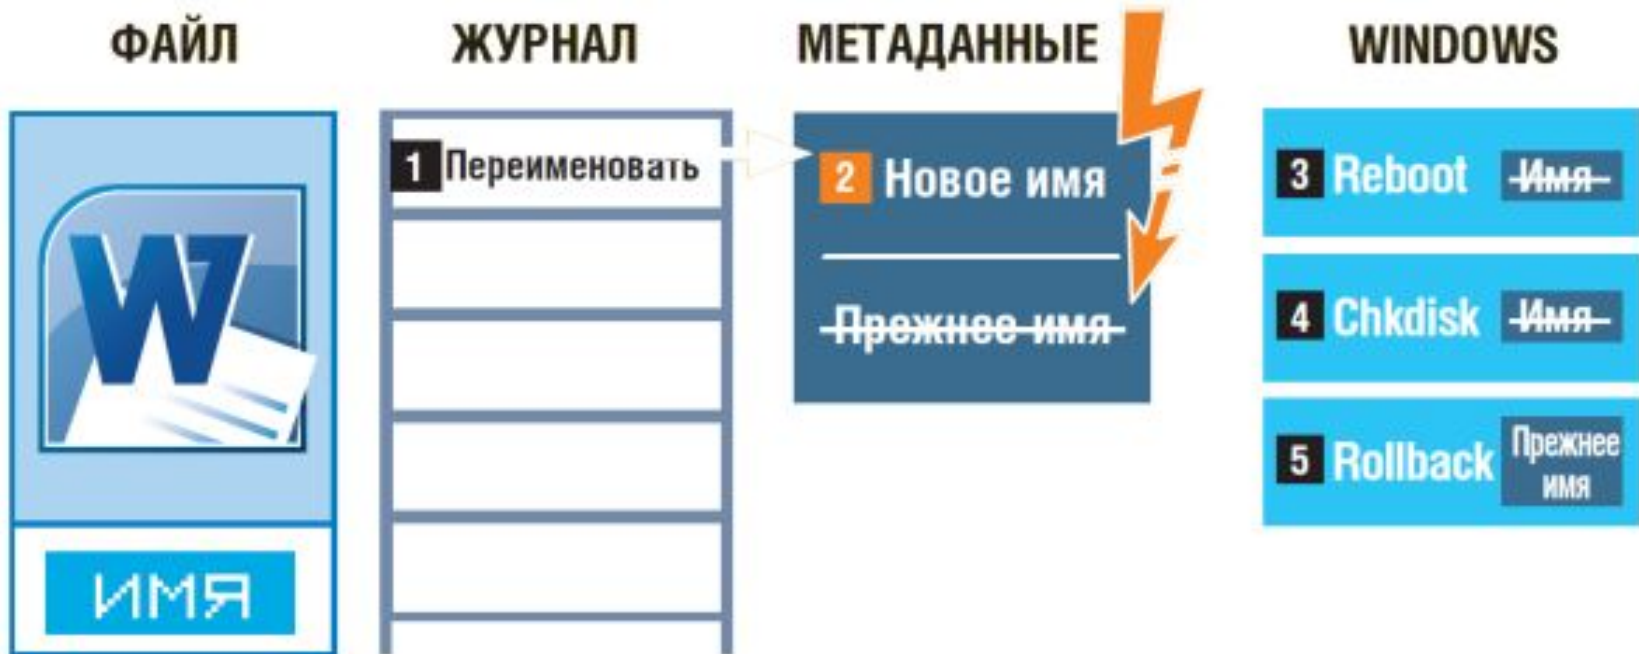 ФАЙЛ
ЖУРНАЛ
МЕТАДАННЫЕ
WINDOWS
W
ИМЯ
1 Переименовать
2 Новое имя
Прежнее имя
3 Reboot Имя
4 Chkdisk Имя
5 Rollback Прежнее
имя